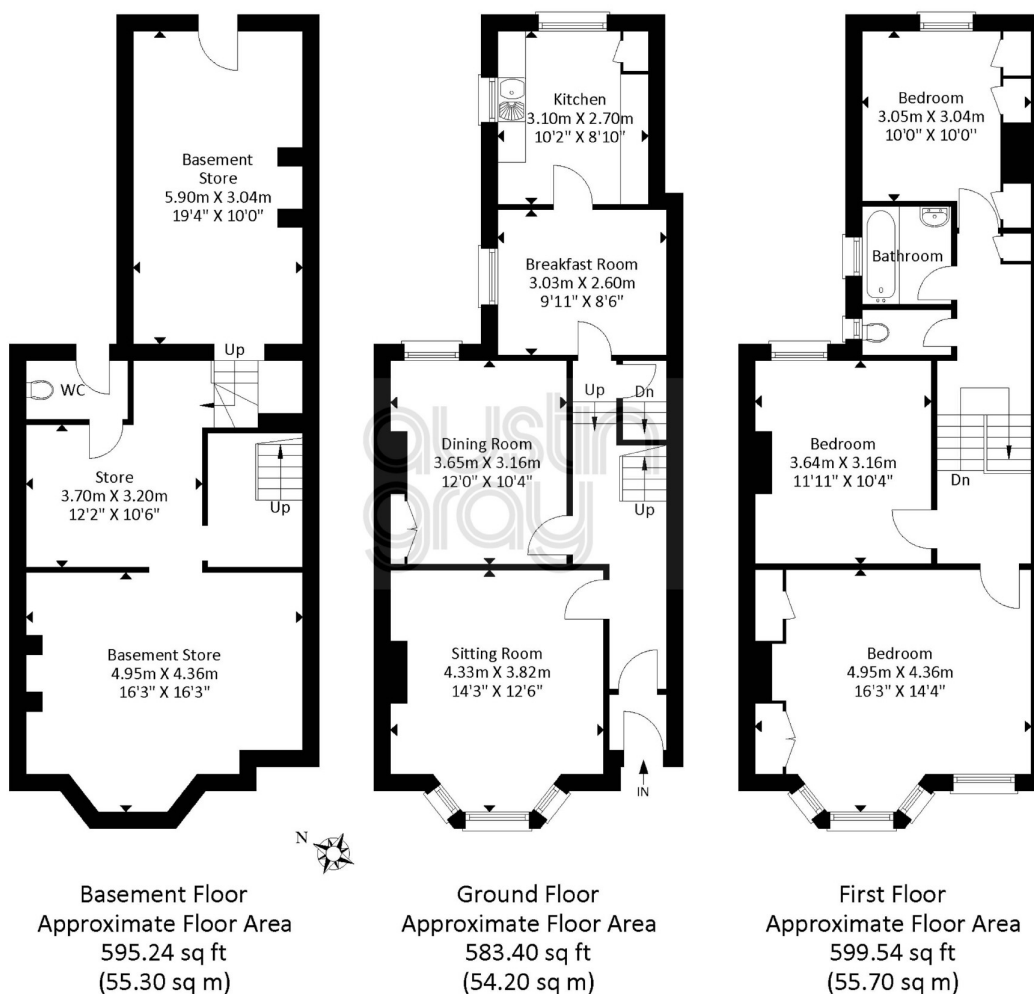 Basement
Store
5.90m X 3.04m
19'4" X 10'0"
Up
WC
Store
3.70m X 3.20m
12'2" X 10'6"
Up
Basement Store
4.95m X 4.36m
16'3" X 16'3"
N
Basement Floor
Approximate Floor Area
595.24 sq ft
(55.30 sq m)
Kitchen
3.10m X 2.70m
10'2" X 8'10"
Breakfast Room
3.03m X 2.60m
9'11" X 8'6"
Up
Dn
Dining Room
3.65m X 3.16m
12'0" X 10'4"
Up
austin
gray
Sitting Room
4.33m X 3.82m
14'3" X 12'6"
IN
Ground Floor
Approximate Floor Area
583.40 sq ft
(54.20 sq m)
Bedroom
3.05m X 3.04m
10'0" X 10'0"
Bathroom
Bedroom
3.64m X 3.16m
11'11" X 10'4"
Dn
Bedroom
4.95m X 4.36m
16'3" X 14'4"
First Floor
Approximate Floor Area
599.54 sq ft
(55.70 sq m)